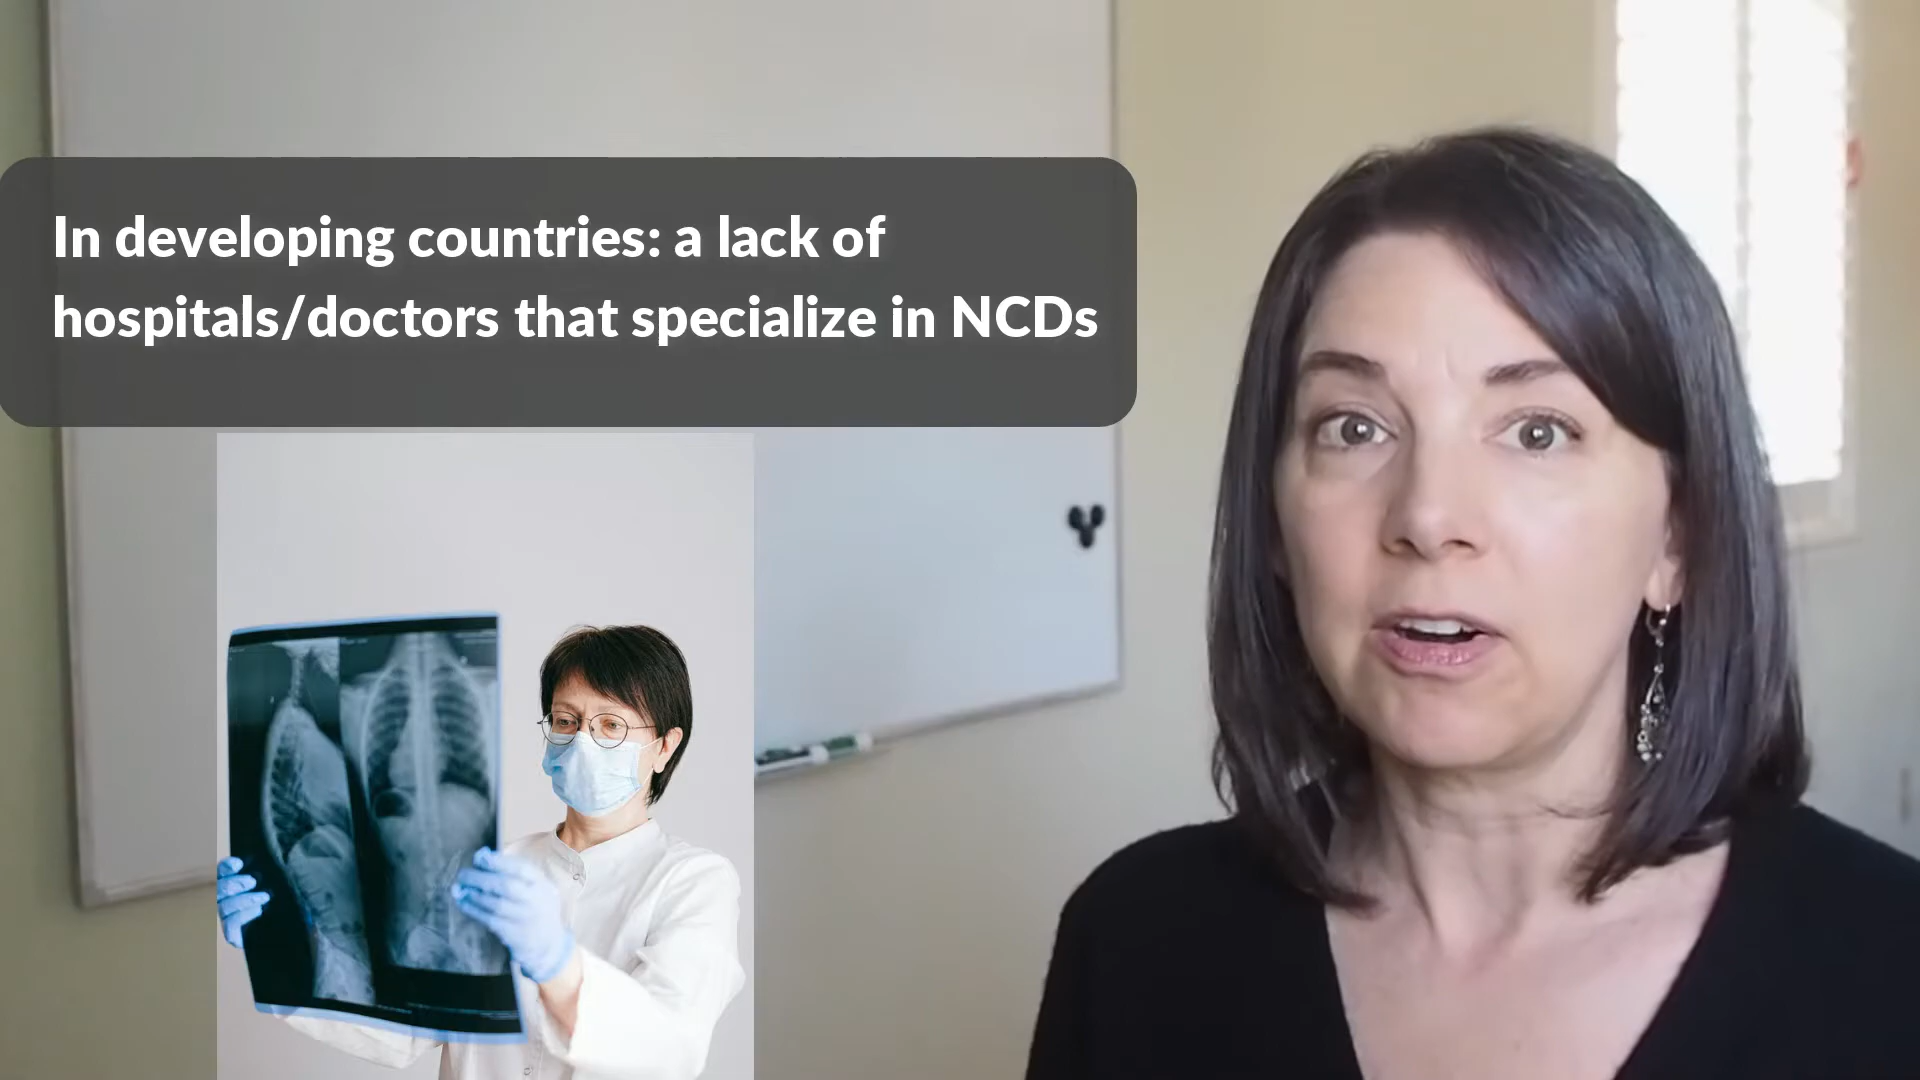 In developing countries: a lack of
hospitals/doctors that specialize in NCDs